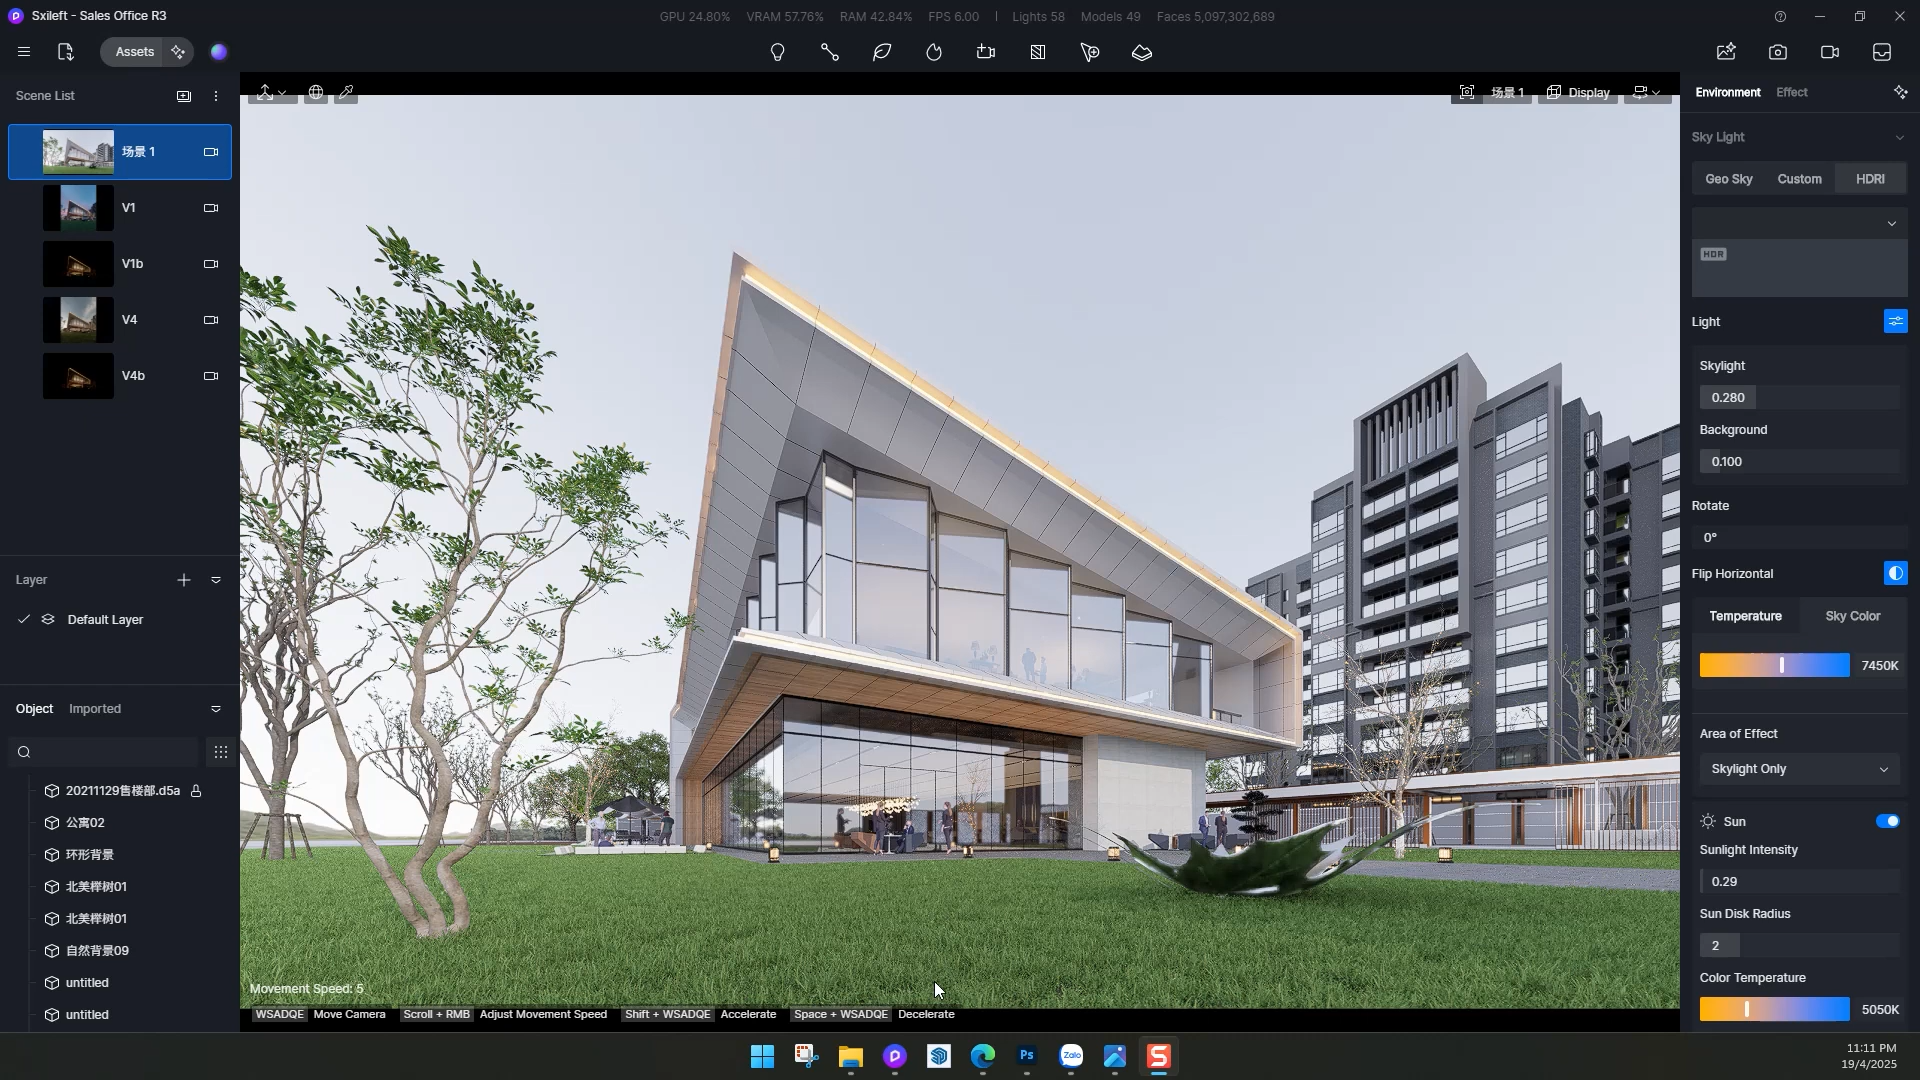 Sxileft - Sales Office R3
GPU 24.80% VRAM 57.76% RAM 42.84% FPS 6.00 | Lights 58 Models 49 Faces 5,097,302,689
Assets
Scene List
场景 1
V1
V1b
V4
V4b
Layer
Default Layer
Object Imported
20211129售楼部.d5a
公寓02
环形背景
北美榉树01
北美榉树01
自然背景09
untitled
untitled
场景 1 Display
Movement Speed: 5
WSADQE Move Camera Scroll + RMB Adjust Movement Speed Shift + WSADQE Accelerate Space + WSADQE Decelerate
Environment Effect
Sky Light
Geo Sky Custom HDRI
HDR
Light
Skylight
0.280
Background
0.100
Rotate
0°
Flip Horizontal
Temperature Sky Color
7450K
Area of Effect
Skylight Only
Sun
Sunlight Intensity
0.29
Sun Disk Radius
2
Color Temperature
5050K
Ps
Zalo
11:11 PM
19/4/2025